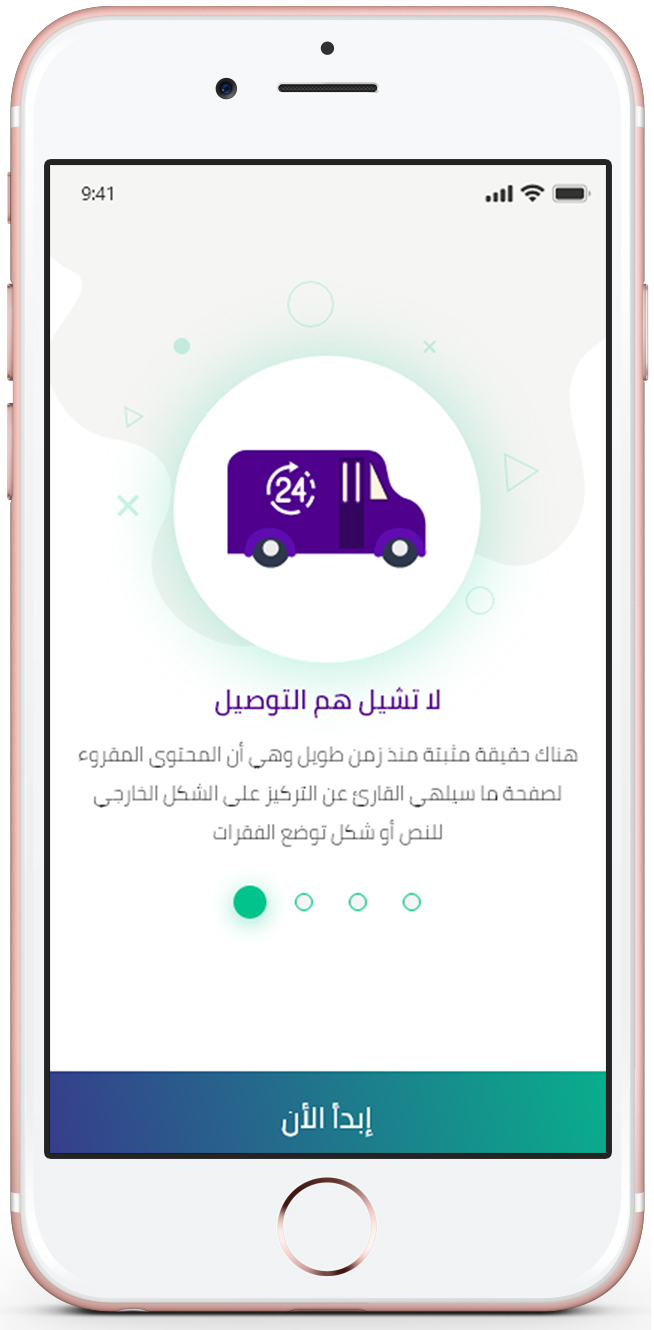 9:41
24
لا تشيل هم التوصيل
هناك حقيقة مثبتة منذ زمن طويل وهي أن المحتوى المقروء
لصفحة ما سيلهي القارئ عن التركيز على الشكل الخارجي
للنص أو شكل توضع الفقرات
إبدأ الأن